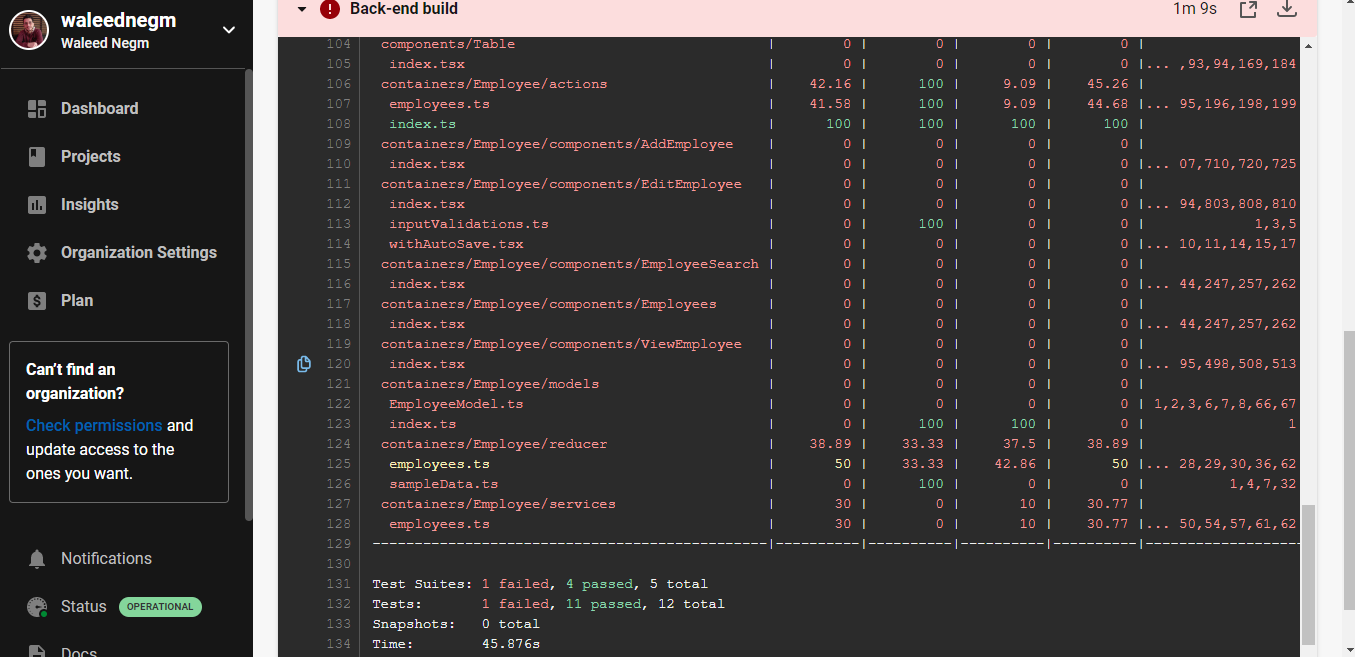 waleednegm
Waleed Negm
Dashboard
Projects
Insights
Organization Settings
Plan
Can't find an
organization?
Check permissions and
update access to the
ones you want.
Notifications
Status OPERATIONAL
Docs
Back-end build 1m 9s
104 components/Table | 0 | 0 | 0 | 0 |
105 index.tsx | 0 | 0 | 0 | 0 |... ,93,94,169,184
106 containers/Employee/actions | 42.16 | 100 | 9.09 | 45.26 |
107 employees.ts | 41.58 | 100 | 9.09 | 44.68 |... 95,196,198,199
108 index.ts | 100 | 100 | 100 | 100 |
109 containers/Employee/components/AddEmployee | 0 | 0 | 0 | 0 |
110 index.tsx | 0 | 0 | 0 | 0 |... 07,710,720,725
111 containers/Employee/components/EditEmployee | 0 | 0 | 0 | 0 |
112 index.tsx | 0 | 0 | 0 | 0 |... 94,803,808,810
113 inputValidations.ts | 0 | 100 | 0 | 0 | 1,3,5
114 withAutoSave.tsx | 0 | 0 | 0 | 0 |... 10,11,14,15,17
115 containers/Employee/components/EmployeeSearch | 0 | 0 | 0 | 0 |
116 index.tsx | 0 | 0 | 0 | 0 |... 44,247,257,262
117 containers/Employee/components/Employees | 0 | 0 | 0 | 0 |
118 index.tsx | 0 | 0 | 0 | 0 |... 44,247,257,262
119 containers/Employee/components/ViewEmployee | 0 | 0 | 0 | 0 |
120 index.tsx | 0 | 0 | 0 | 0 |... 95,498,508,513
121 containers/Employee/models | 0 | 0 | 0 | 0 |
122 EmployeeModel.ts | 0 | 0 | 0 | 0 | 1,2,3,6,7,8,66,67
123 index.ts | 0 | 100 | 100 | 0 | 1
124 containers/Employee/reducer | 38.89 | 33.33 | 37.5 | 38.89 |
125 employees.ts | 50 | 33.33 | 42.86 | 50 |... 28,29,30,36,62
126 sampleData.ts | 0 | 100 | 0 | 0 | 1,4,7,32
127 containers/Employee/services | 30 | 0 | 10 | 30.77 |
128 employees.ts | 30 | 0 | 10 | 30.77 |... 50,54,57,61,62
129 -----------------------------------------------|----------|----------|----------|----------|-------------------
130
131 Test Suites: 1 failed, 4 passed, 5 total
132 Tests: 1 failed, 11 passed, 12 total
133 Snapshots: 0 total
134 Time: 45.876s